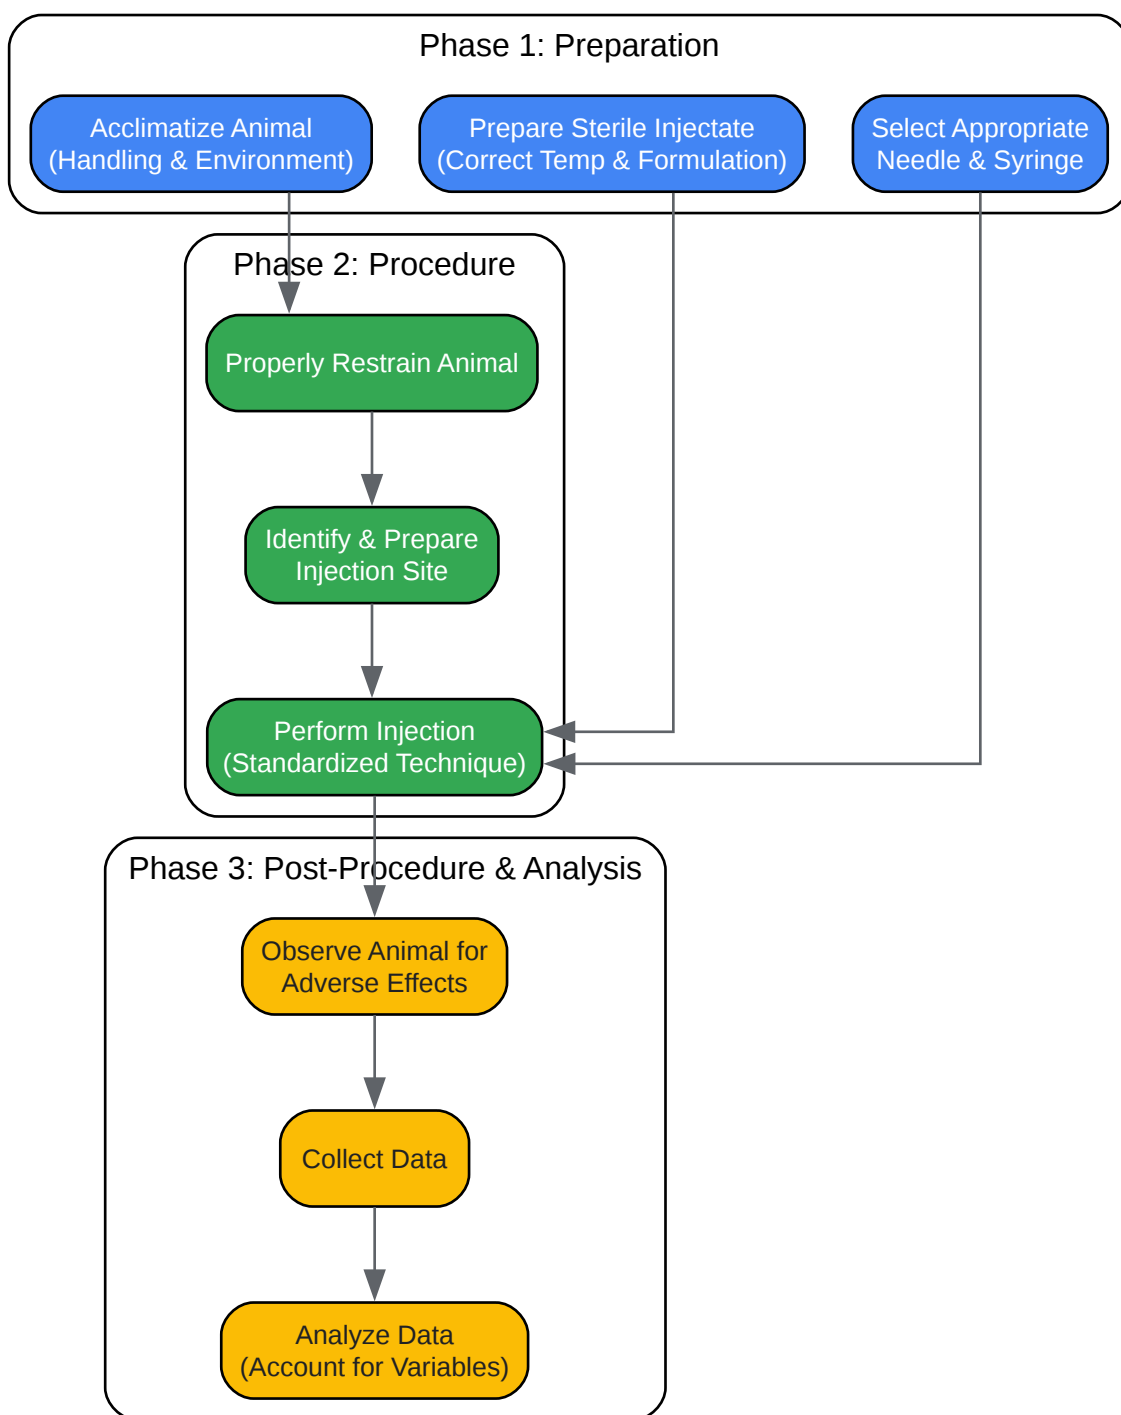 Phase 1: Preparation
Acclimatize Animal
(Handling & Environment)
Prepare Sterile Injectate
(Correct Temp & Formulation)
Select Appropriate
Needle & Syringe
Phase 2: Procedure
Properly Restrain Animal
Identify & Prepare
Injection Site
Perform Injection
(Standardized Technique)
Phase 3: Post-Procedure & Analysis
Observe Animal for
Adverse Effects
Collect Data
Analyze Data
(Account for Variables)